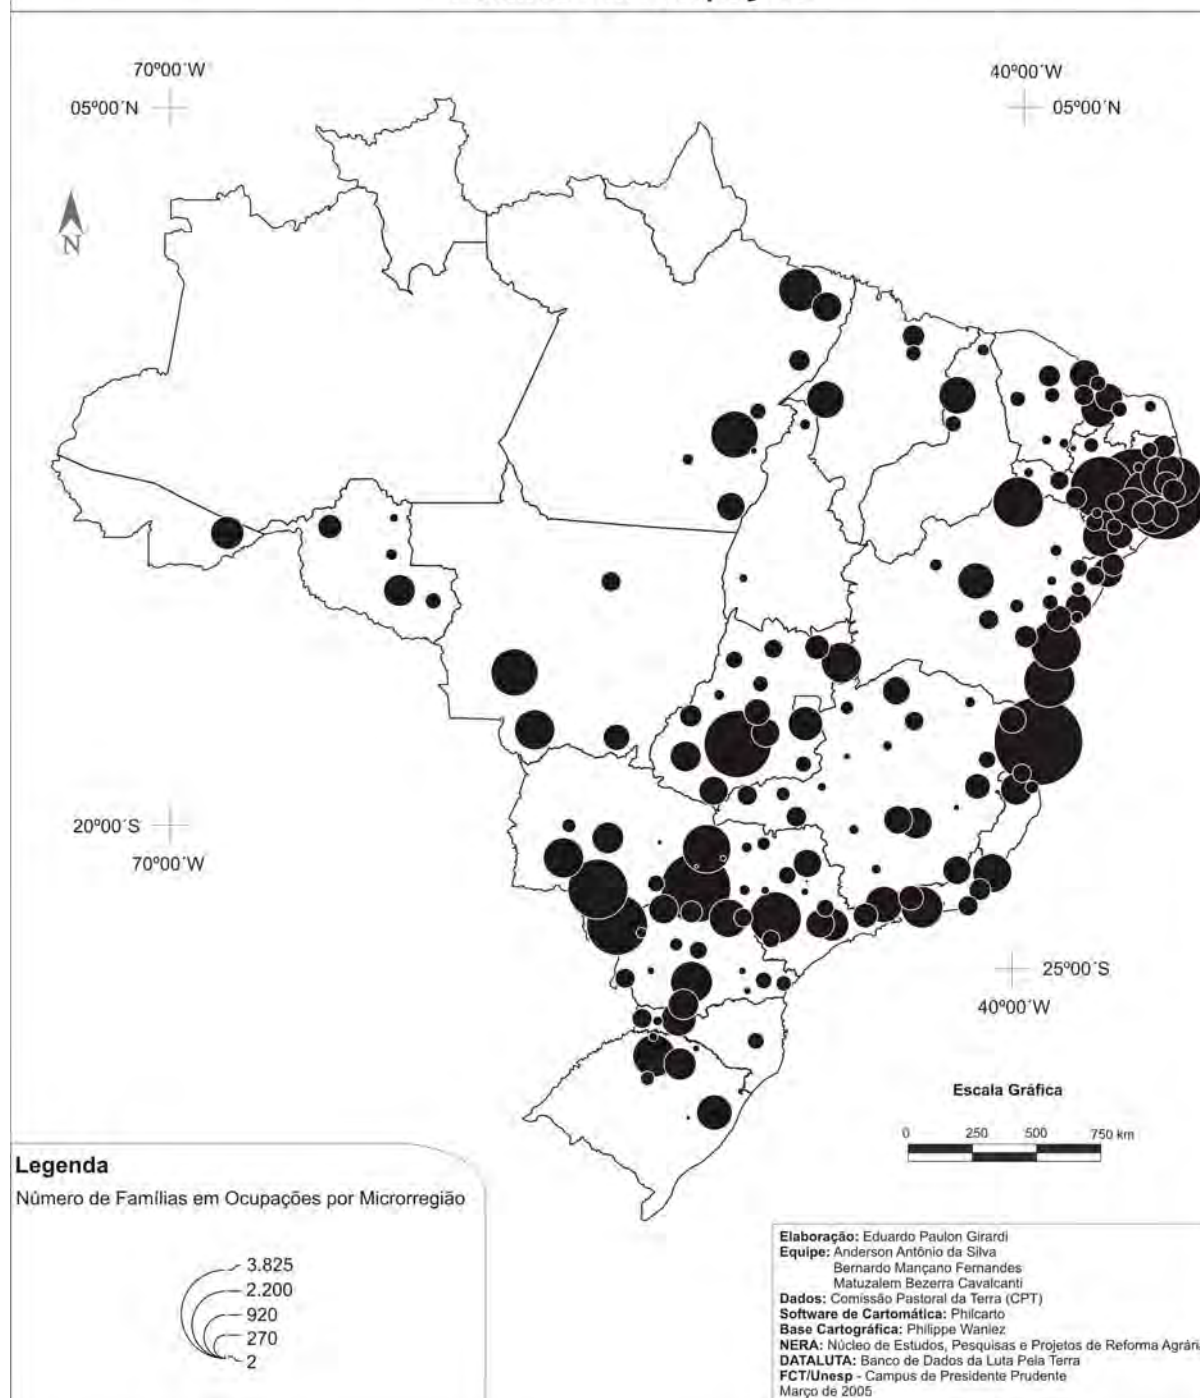 70º00´W
40º00´W
05º00´N
05º00´N
N
20º00´S
70º00´W
25º00´S
40º00´W
Escala Gráfica
0 250 500 750 km
Legenda
Número de Famílias em Ocupações por Microrregião
3.825
2.200
920
270
2
Elaboração: Eduardo Paulon Girardi
Equipe: Anderson Antônio da Silva
Bernardo Mançano Fernandes
Matuzalem Bezerra Cavalcanti
Dados: Comissão Pastoral da Terra (CPT)
Software de Cartomática: Philcarto
Base Cartográfica: Philippe Waniez
NERA: Núcleo de Estudos, Pesquisas e Projetos de Reforma Agrári
DATALUTA: Banco de Dados da Luta Pela Terra
FCT/Unesp - Campus de Presidente Prudente
Março de 2005